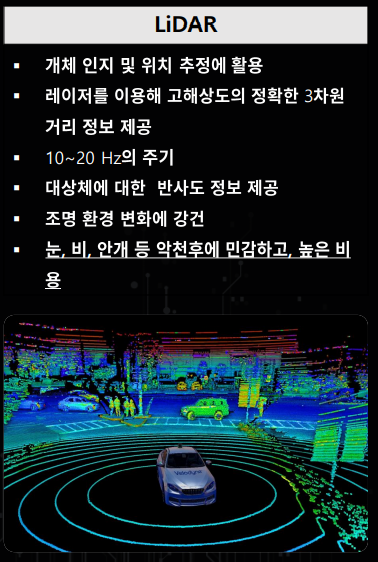 LiDAR
▪ 개체 인지 및 위치 추정에 활용
▪ 레이저를 이용해 고해상도의 정확한 3차원
거리 정보 제공
▪ 10~20 Hz의 주기
▪ 대상체에 대한 반사도 정보 제공
▪ 조명 환경 변화에 강건
▪ 눈, 비, 안개 등 악천후에 민감하고, 높은 비
용
Velodyne